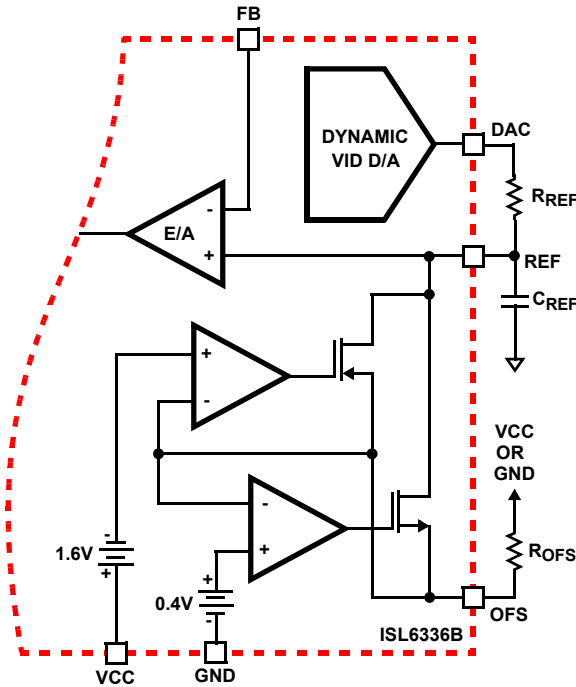 FB
DYNAMIC
VID D/A
DAC
RREF
E/A
-
+
REF
CREF
+
-
VCC
OR
GND
-
+
-
1.6V
+
+
0.4V
-
ROFS
OFS
ISL6336B
VCC
GND